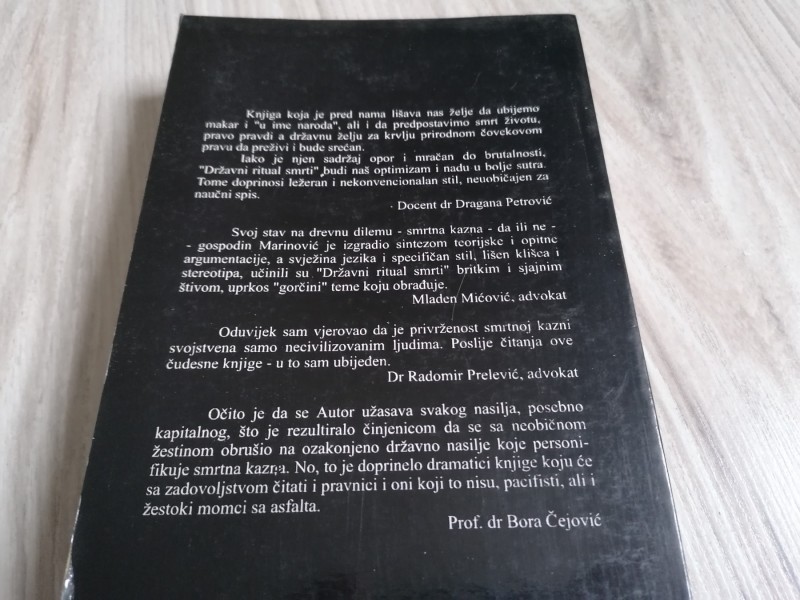 Knjiga koja je pred nama lišava nas želje da ubijemo
makar i "u ime naroda", ali i da predpostavimo smrt životu,
pravo pravdi a državnu želju za krvlju prirodnom čovekovom
pravu da preživi i bude srećan.
Iako je njen sadržaj opor i mračan do brutalnosti,
"Državni ritual smrti" budi naš optimizam i nadu u bolje sutra.
Tome doprinosi ležeran i nekonvencionalan stil, neuobičajen za
naučni spis.
Docent dr Dragana Petrović
Svoj stav na drevnu dilemu - smrtna kazna - da ili ne -
- gospodin Marinović je izgradio sintezom teorijske i opitne
argumentacije, a svježina jezika i specifičan stil, lišen klišea i
stereotipa, učinili su "Državni ritual smrti" britkim i sjajnim
štivom, uprkos "gorčini" teme koju obrađuje.
Mladen Mićović, advokat
Oduvijek sam vjerovao da je privrženost smrtnoj kazni
svojstvena samo necivilizovanim ljudima. Poslije čitanja ove
čudesne knjige - u to sam ubijeđen.
Dr Radomir Prelević, advokat
Očito je da se Autor užasava svakog nasilja, posebno
kapitalnog, što je rezultiralo činjenicom da se sa neobičnom
žestinom obrušio na ozakonjeno državno nasilje koje personi-
fikuje smrtna kazna. No, to je doprinelo dramatici knjige koju će
sa zadovoljstvom čitati i pravnici i oni koji to nisu, pacifisti, ali i
žestoki momci sa asfalta.
Prof. dr Bora Čejović